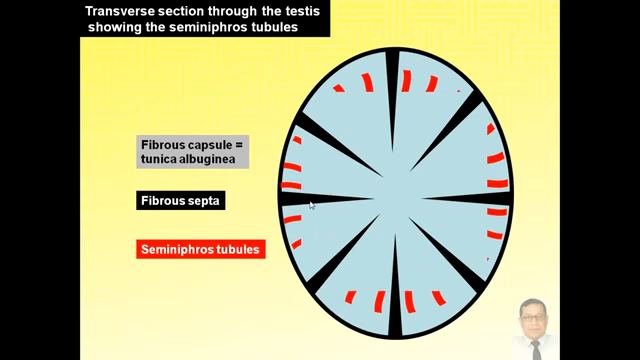 Transverse section through the testis
showing the seminiphros tubules
Fibrous capsule =
tunica albuginea
Fibrous septa
Seminiphros tubules